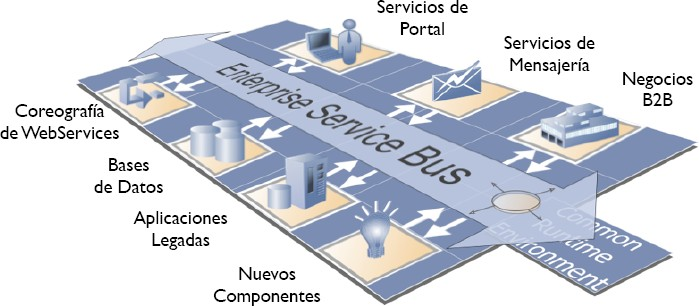 Servicios de
Portal
Servicios de
Mensajería
Negocios
B2B
Coreografía
de WebServices
Enterprise Service Bus
Bases
de Datos
Aplicaciones
Legadas
Nuevos
Componentes
Common
Runtime
Environment